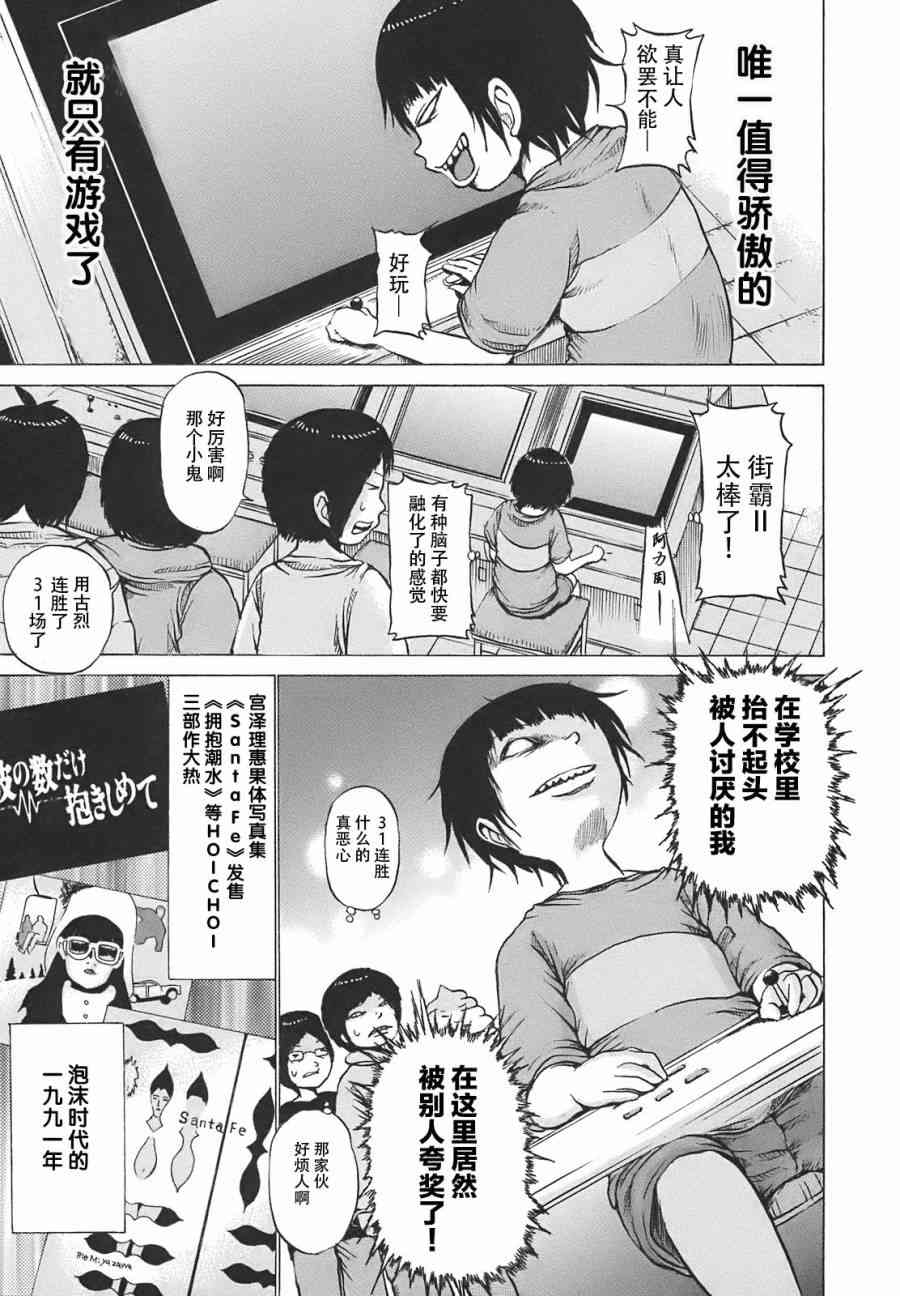 唯一值得骄傲的
真让人
欲罢不能—
好玩—
就只有游戏了
街霸II
太棒了！
有种脑子都快要
融化了的感觉
好厉害啊
那个小鬼
用古烈
连胜了
31场了
在学校里
抬不起头
被人讨厌的我
31连胜
什么的
真恶心
在这里居然
被别人夸奖了！
那家伙
好烦人啊
宫泽理惠果体写真集
《Santa Fe》发售
《拥抱潮水》等HOICHOI
三部作大热
波の数だけ
抱きしめて
泡沫时代的
一九九一年
Santa Fe
Rie Miyazawa